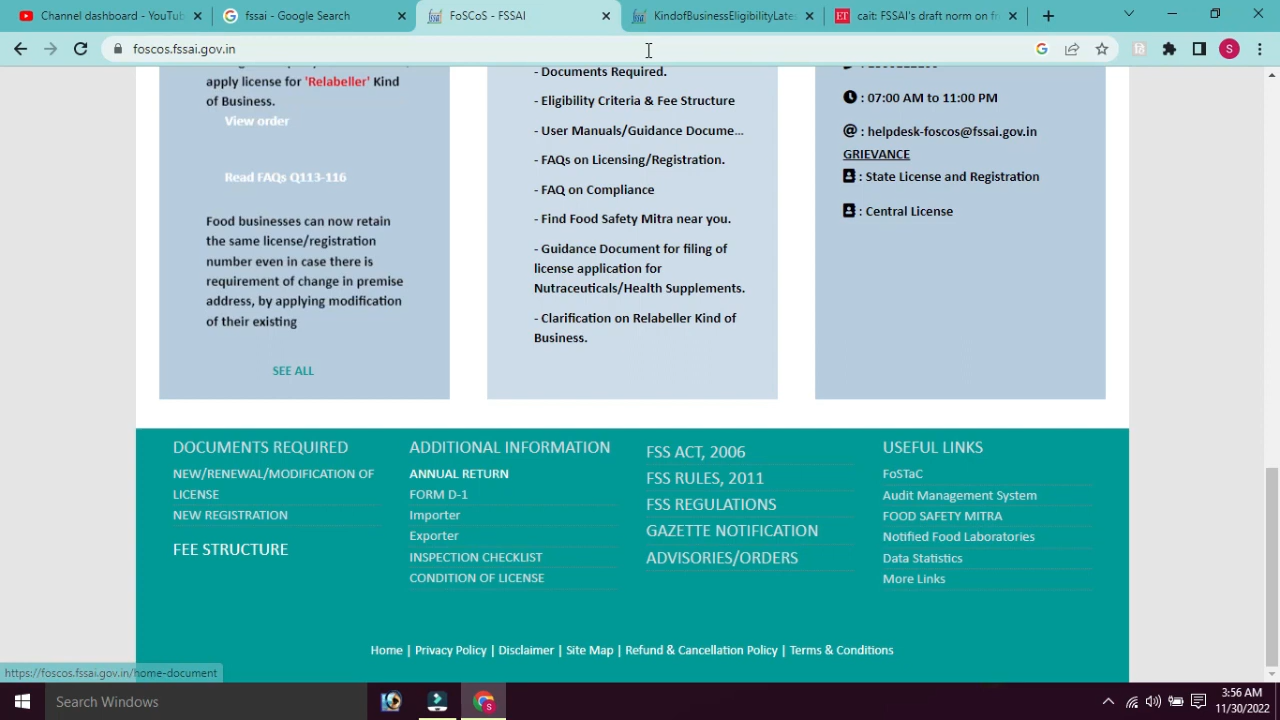 Channel dashboard - YouTub
fssai - Google Search
FoSCoS - FSSAI
KindofBusinessEligibilityLates
ET
cait: FSSAI's draft norm on fr
foscos.fssai.gov.in
S
apply license for 'Relabeller' Kind
of Business.
View order
Read FAQs Q113-116
Food businesses can now retain
the same license/registration
number even in case there is
requirement of change in premise
address, by applying modification
of their existing
SEE ALL
- Documents Required.
- Eligibility Criteria & Fee Structure
- User Manuals/Guidance Docume...
- FAQs on Licensing/Registration.
- FAQ on Compliance
- Find Food Safety Mitra near you.
- Guidance Document for filing of
license application for
Nutraceuticals/Health Supplements.
- Clarification on Relabeller Kind of
Business.
: 07:00 AM to 11:00 PM
@ : helpdesk-foscos@fssai.gov.in
GRIEVANCE
: State License and Registration
: Central License
DOCUMENTS REQUIRED
NEW/RENEWAL/MODIFICATION OF
LICENSE
NEW REGISTRATION
FEE STRUCTURE
ADDITIONAL INFORMATION
ANNUAL RETURN
FORM D-1
Importer
Exporter
INSPECTION CHECKLIST
CONDITION OF LICENSE
FSS ACT, 2006
FSS RULES, 2011
FSS REGULATIONS
GAZETTE NOTIFICATION
ADVISORIES/ORDERS
USEFUL LINKS
FoSTaC
Audit Management System
FOOD SAFETY MITRA
Notified Food Laboratories
Data Statistics
More Links
Home | Privacy Policy | Disclaimer | Site Map | Refund & Cancellation Policy | Terms & Conditions
https://foscos.fssai.gov.in/home-document
Search Windows
3:56 AM
11/30/2022